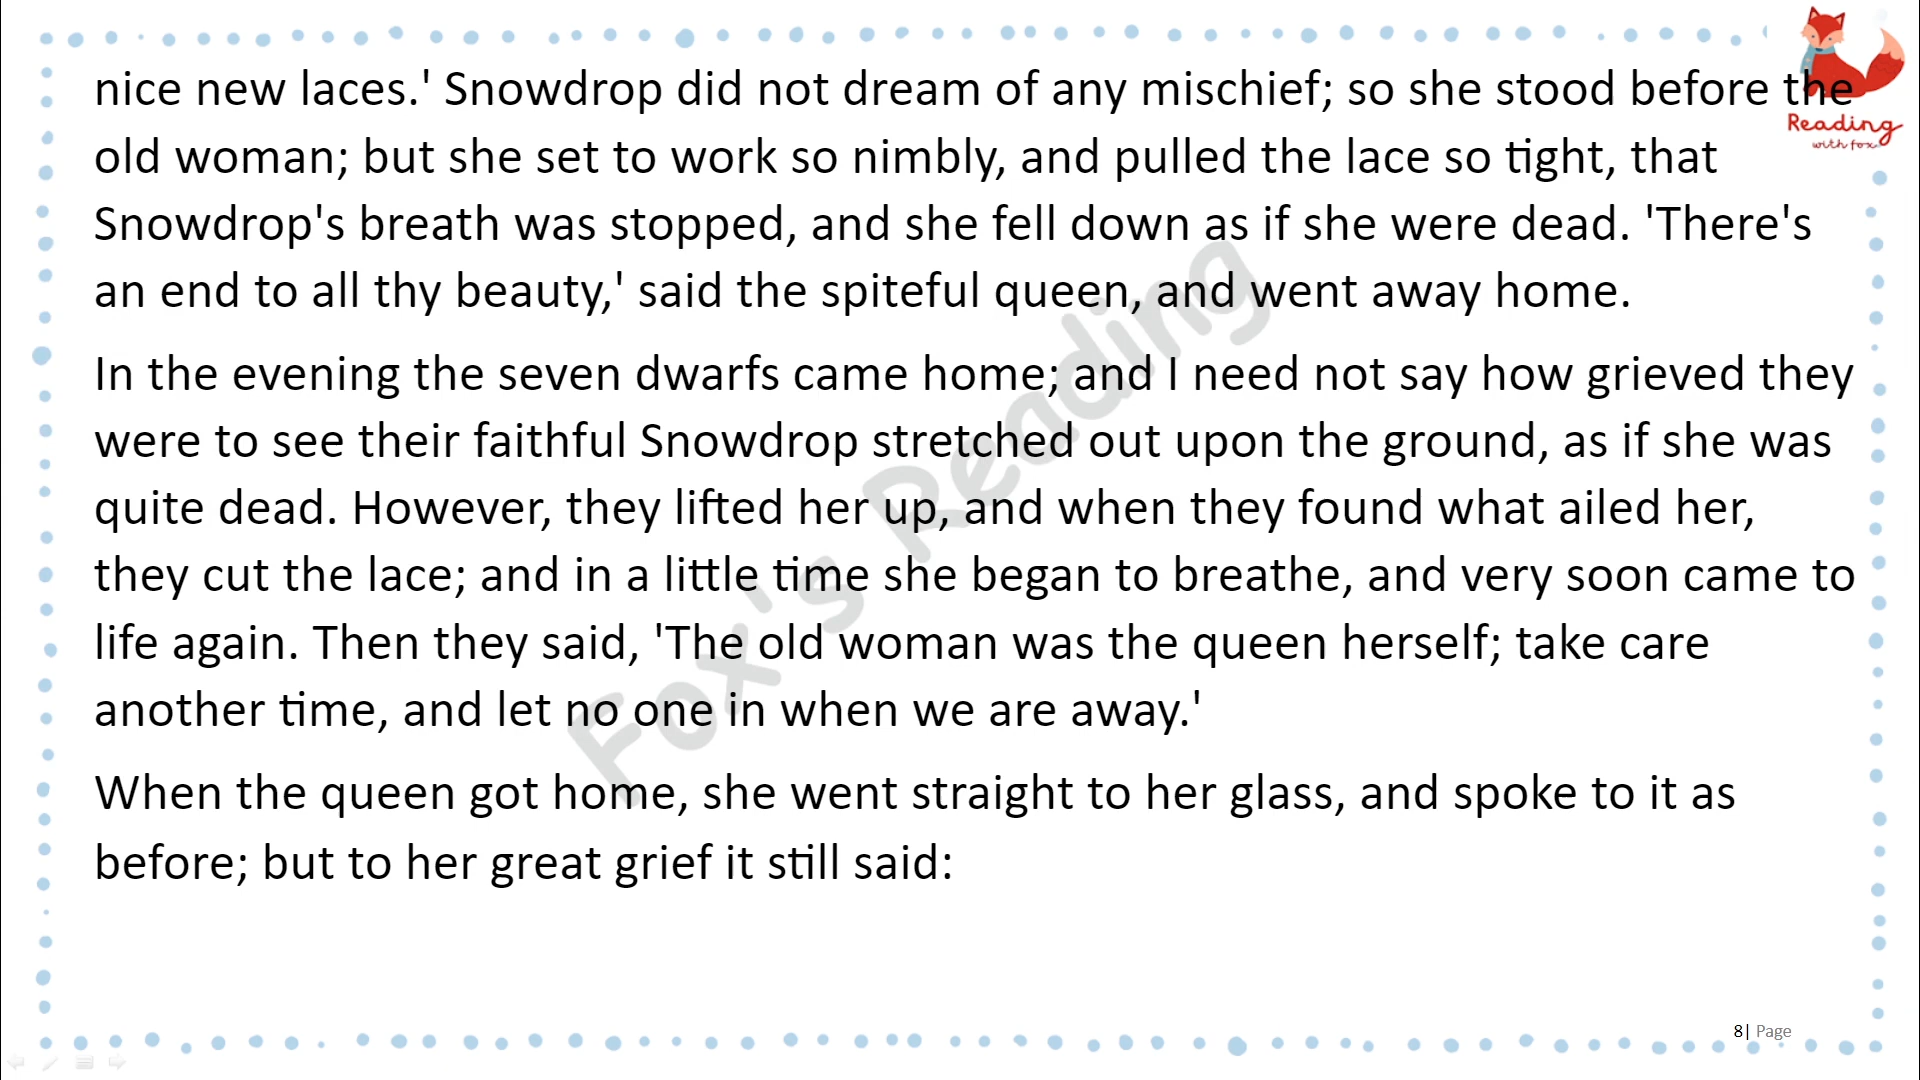 nice new laces.' Snowdrop did not dream of any mischief; so she stood before the
old woman; but she set to work so nimbly, and pulled the lace so tight, that
Snowdrop's breath was stopped, and she fell down as if she were dead. 'There's
an end to all thy beauty,' said the spiteful queen, and went away home.
In the evening the seven dwarfs came home; and I need not say how grieved they
were to see their faithful Snowdrop stretched out upon the ground, as if she was
quite dead. However, they lifted her up, and when they found what ailed her,
they cut the lace; and in a little time she began to breathe, and very soon came to
life again. Then they said, 'The old woman was the queen herself; take care
another time, and let no one in when we are away.'
When the queen got home, she went straight to her glass, and spoke to it as
before; but to her great grief it still said:
Reading
with fox
Fox's Reading
8| Page